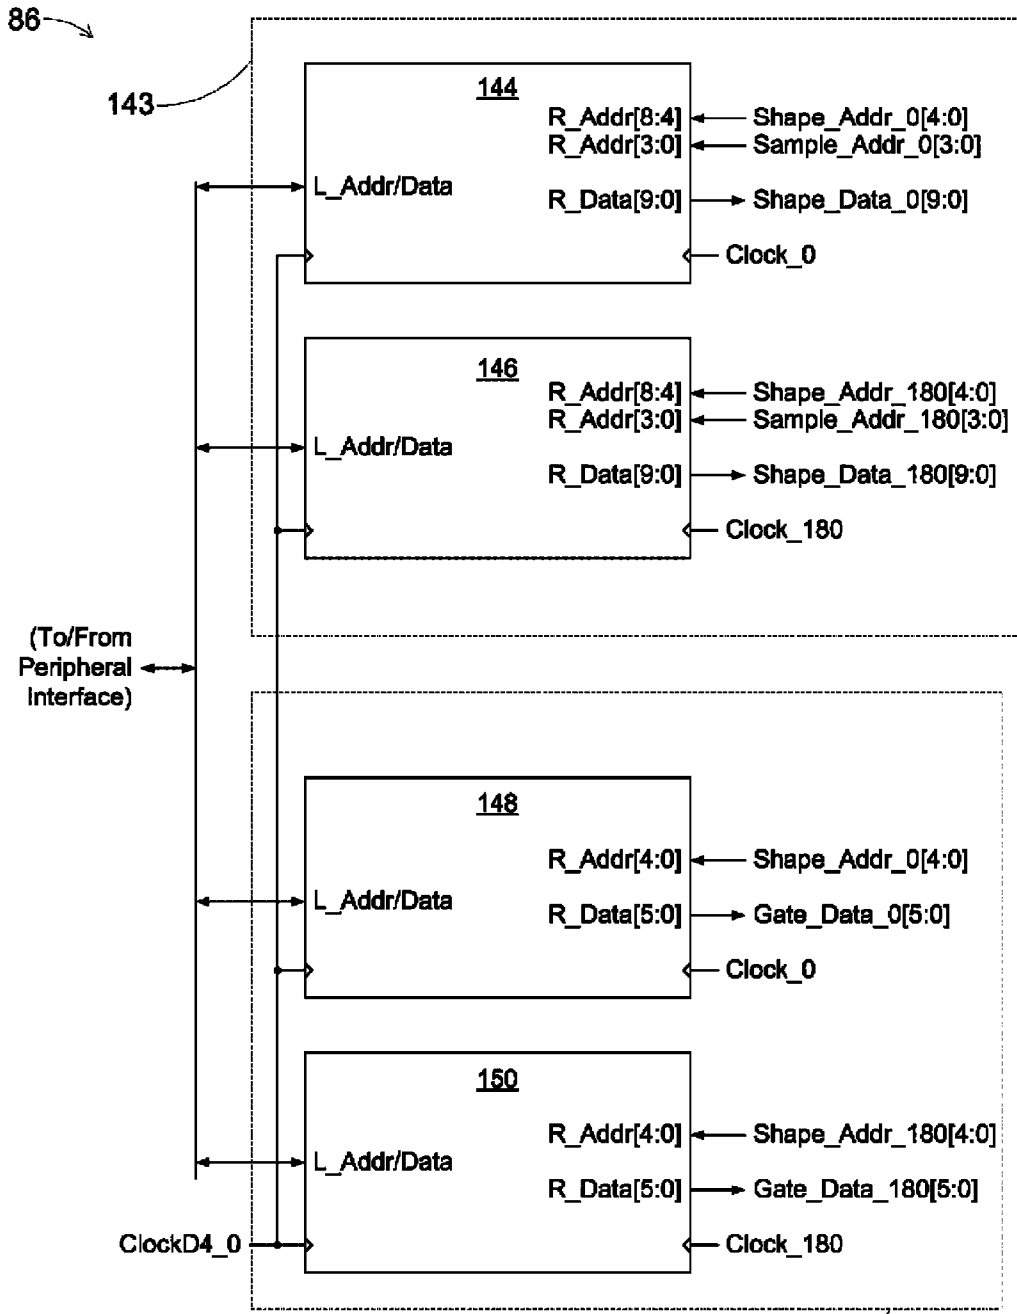 86
143
144
R_Addr[8:4] Shape_Addr_0[4:0]
R_Addr[3:0] Sample_Addr_0[3:0]
L_Addr/Data
R_Data[9:0] Shape_Data_0[9:0]
Clock_0
146
R_Addr[8:4] Shape_Addr_180[4:0]
R_Addr[3:0] Sample_Addr_180[3:0]
L_Addr/Data
R_Data[9:0] Shape_Data_180[9:0]
Clock_180
(To/From
Peripheral
Interface)
148
R_Addr[4:0] Shape_Addr_0[4:0]
L_Addr/Data
R_Data[5:0] Gate_Data_0[5:0]
Clock_0
150
R_Addr[4:0] Shape_Addr_180[4:0]
L_Addr/Data
R_Data[5:0] Gate_Data_180[5:0]
ClockD4_0 Clock_180